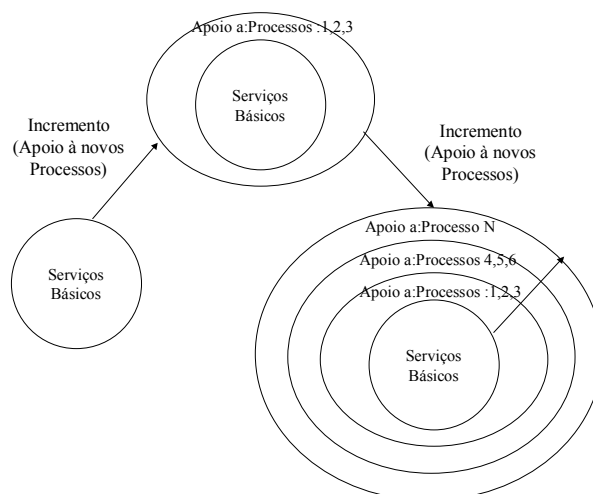 Apoio a:Processos :1,2,3
Serviços
Básicos
Incremento
(Apoio à novos
Processos)
Incremento
(Apoio à novos
Processos)
Serviços
Básicos
Apoio a:Processo N
Apoio a:Processos 4,5,6
Apoio a:Processos :1,2,3
Serviços
Básicos